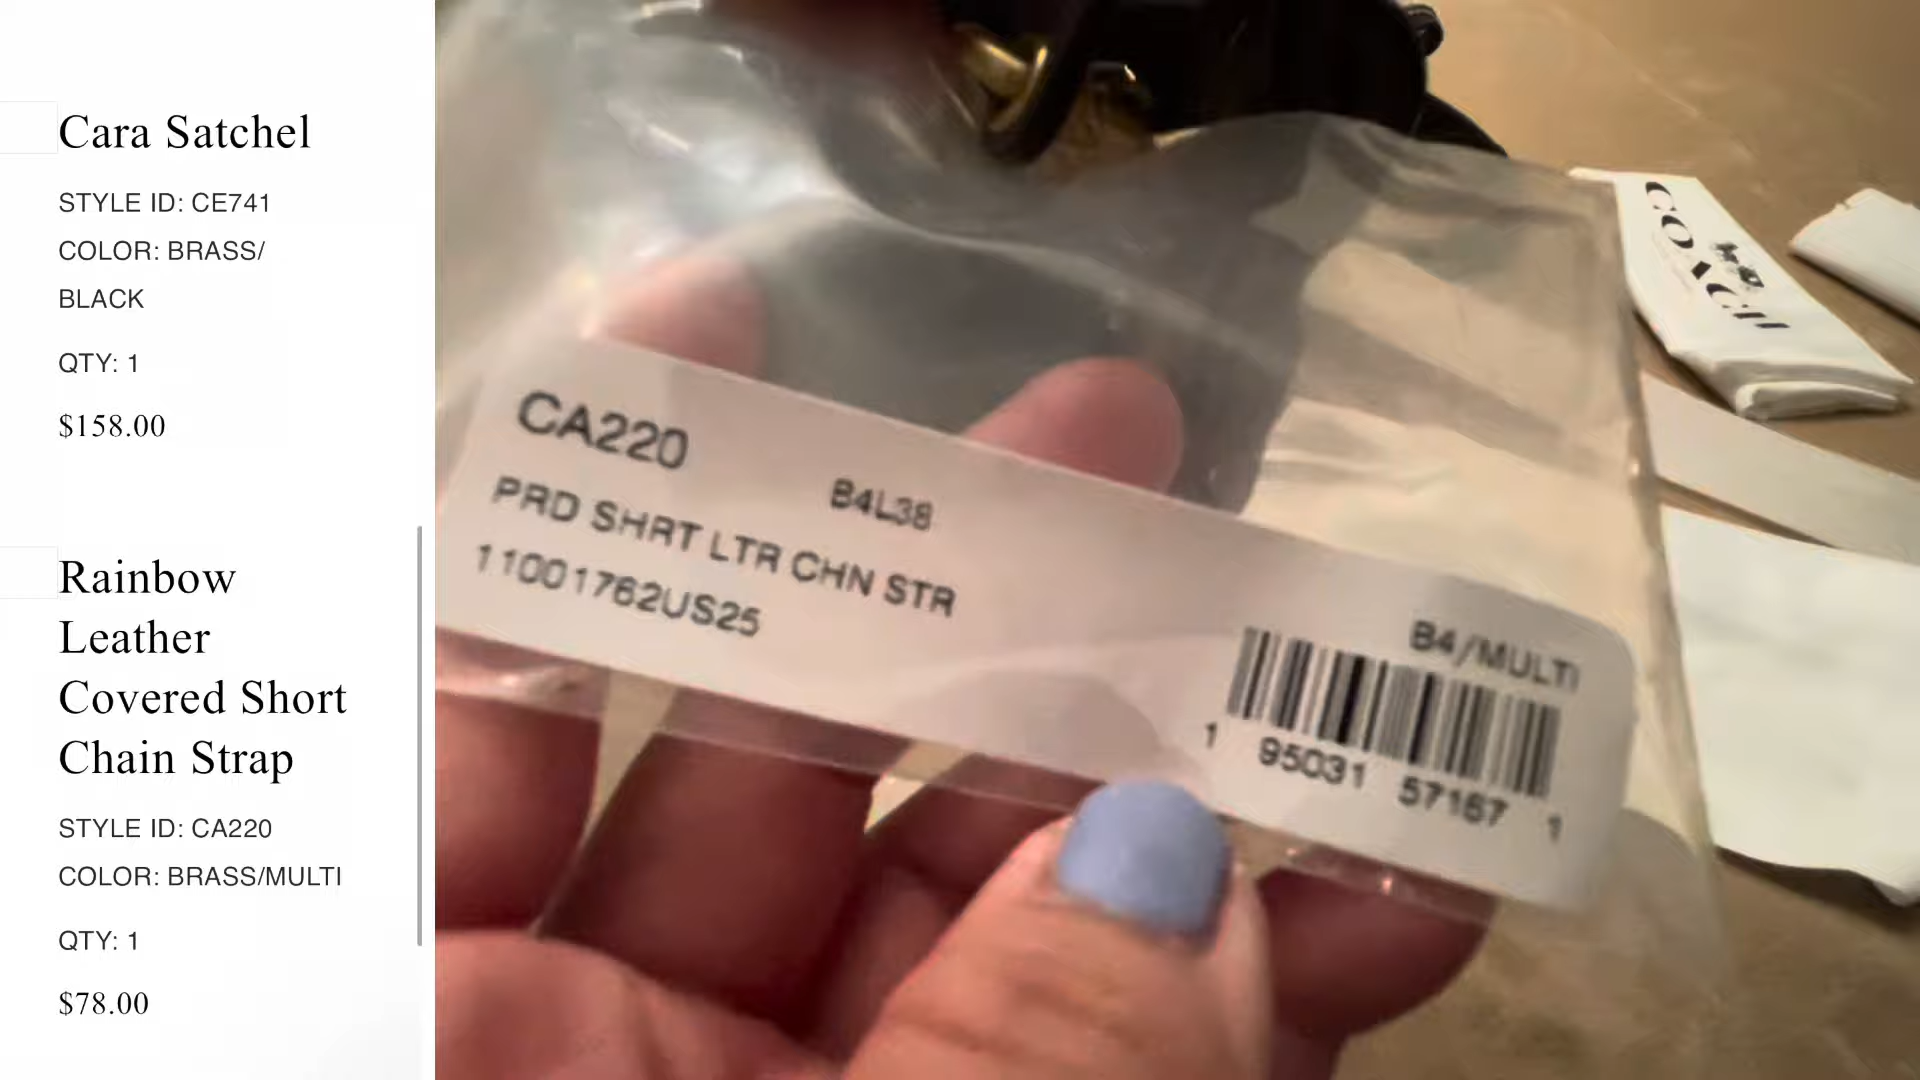 Cara Satchel
STYLE ID: CE741
COLOR: BRASS/
BLACK
QTY: 1
$158.00
Rainbow
Leather
Covered Short
Chain Strap
STYLE ID: CA220
COLOR: BRASS/MULTI
QTY: 1
$78.00
CA220
B4L38
PRD SHRT LTR CHN STR
11001762US25
B4/MULTI
1 95031 57167 1
COACH